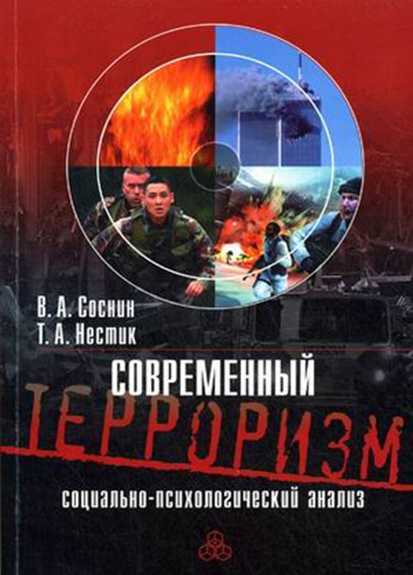 В. А. Соснин
Т. А. Нестик
СОВРЕМЕННЫЙ
ТЕРРОРИЗМ
социально-психологический анализ